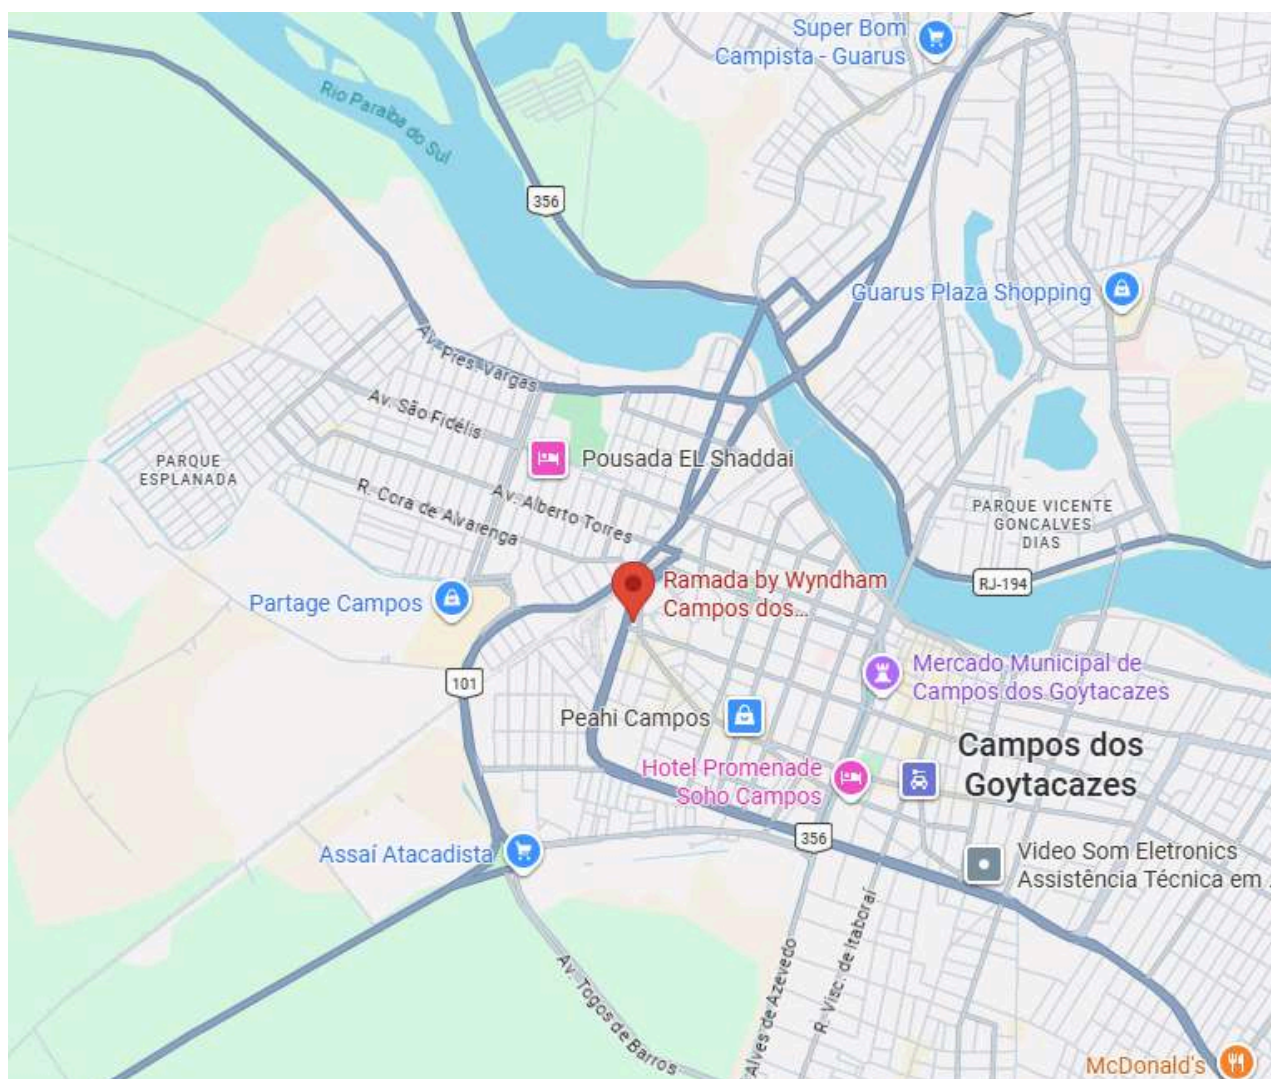 Super Bom
Campista - Guarus
Rio Paraíba do Sul
356
Guarus Plaza Shopping
Av. Pres. Vargas
Av. São Fidélis
PARQUE
ESPLANADA
Pousada EL Shaddai
R. Cora de Alvarenga
Av. Alberto Torres
PARQUE VICENTE
GONCALVES
DIAS
RJ-194
Ramada by Wyndham
Campos dos...
Partage Campos
101
Mercado Municipal de
Campos dos Goytacazes
Peahi Campos
Campos dos
Goytacazes
Hotel Promenade
Soho Campos
356
Assaí Atacadista
Video Som Eletronics
Assistência Técnica em ...
Av. Togos de Barros
Alves de Azevedo
R. Visc. de Itaboraí
McDonald's